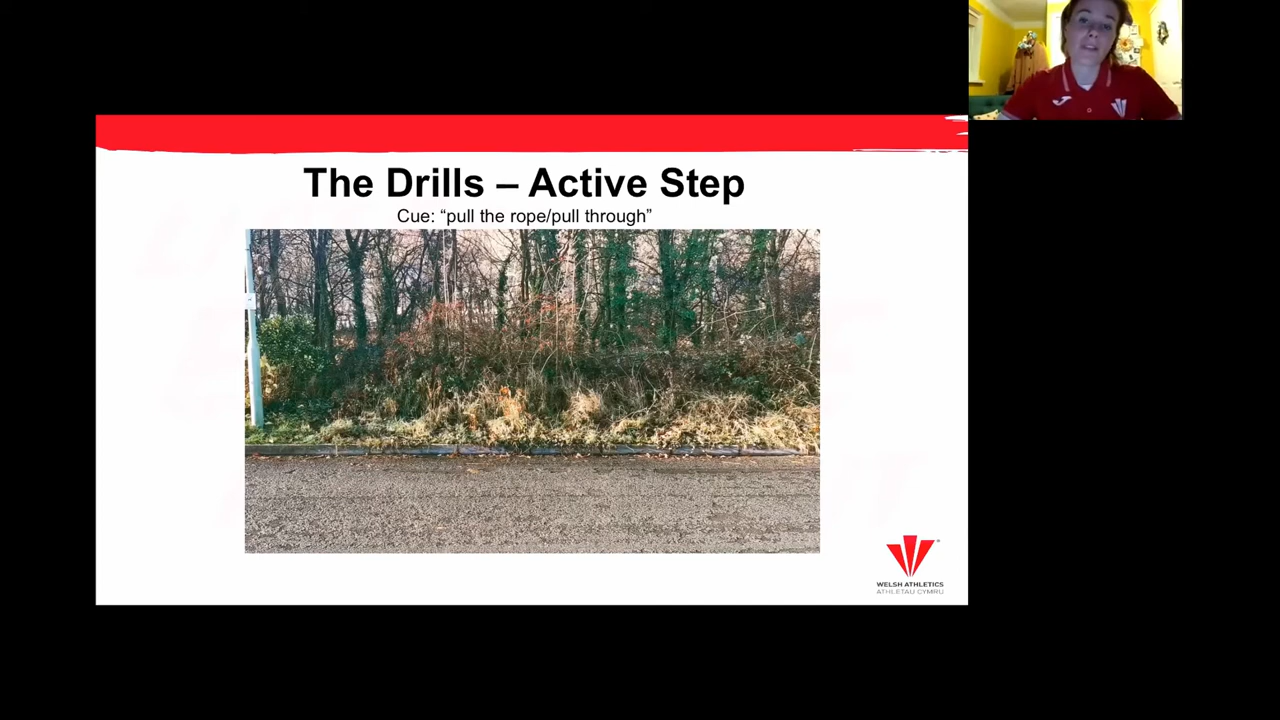 The Drills – Active Step
Cue: “pull the rope/pull through”
WELSH ATHLETICS
ATHLETAU CYMRU